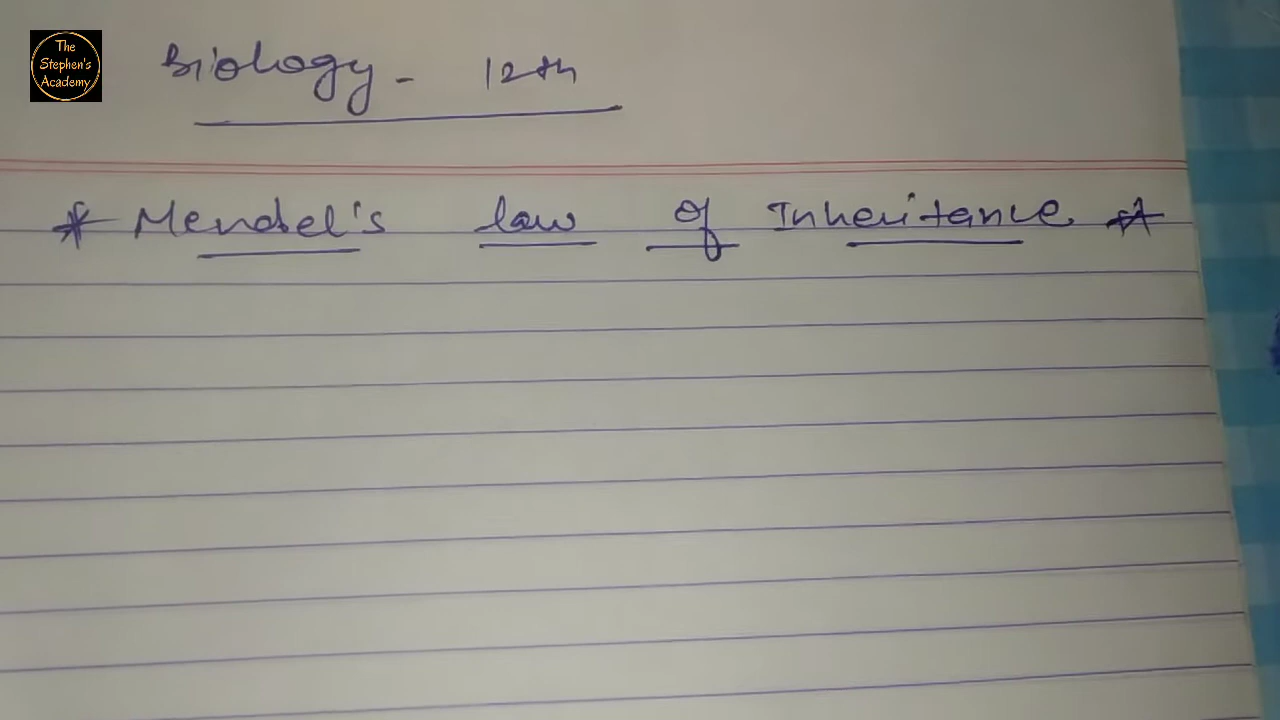 The
Stephen's
Academy
Biology - 12th
* Mendel's law of Inheritance *